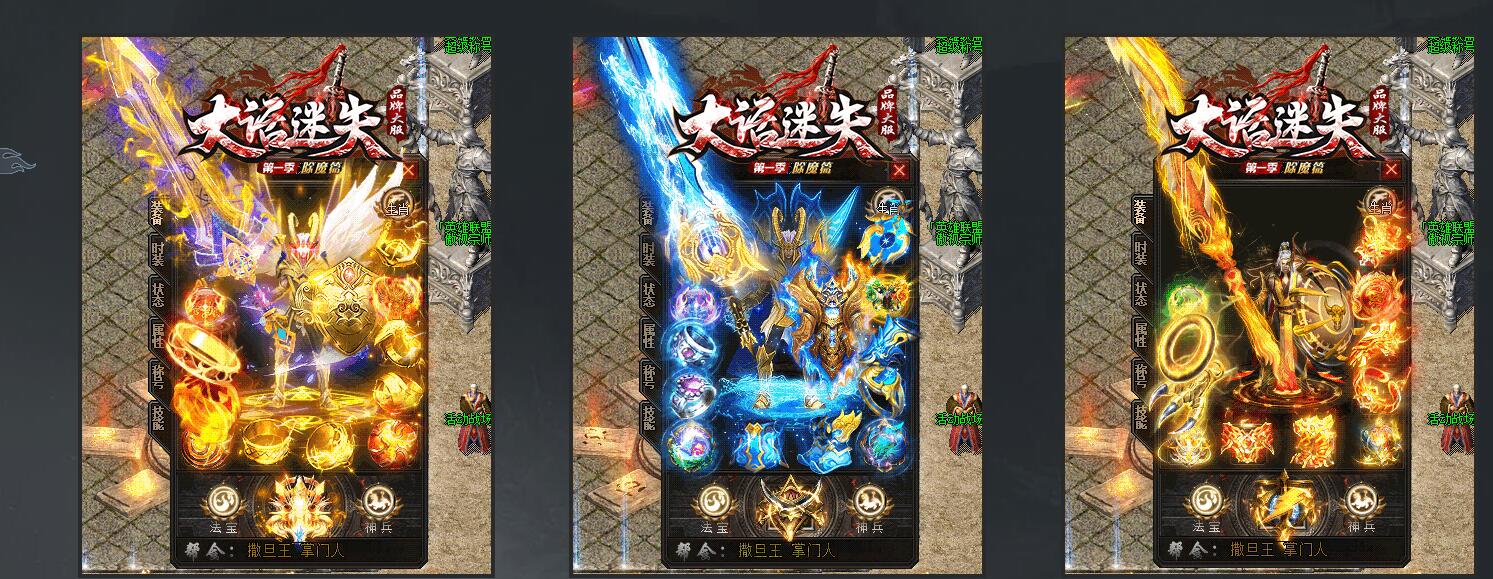 超级称号
大话迷失
品牌大服
第一季 除魔篇
生肖
装备
时装
状态
属性
称号
技能
「英雄联盟
活动战场
法宝
神兵
帮会：撒旦王 掌门人
超级称号
大话迷失
品牌大服
第一季 除魔篇
生肖
装备
时装
状态
属性
称号
技能
「英雄联盟
活动战场
法宝
神兵
帮会：撒旦王 掌门人
超级称号
大话迷失
品牌大服
第一季 除魔篇
生肖
装备
时装
状态
属性
称号
技能
「英雄联盟
活动战场
法宝
神兵
帮会：撒旦王 掌门人